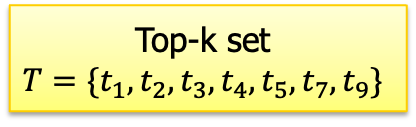 Top-k set
T = {t₁, t₂, t₃, t₄, t₅, t₇, t₉}